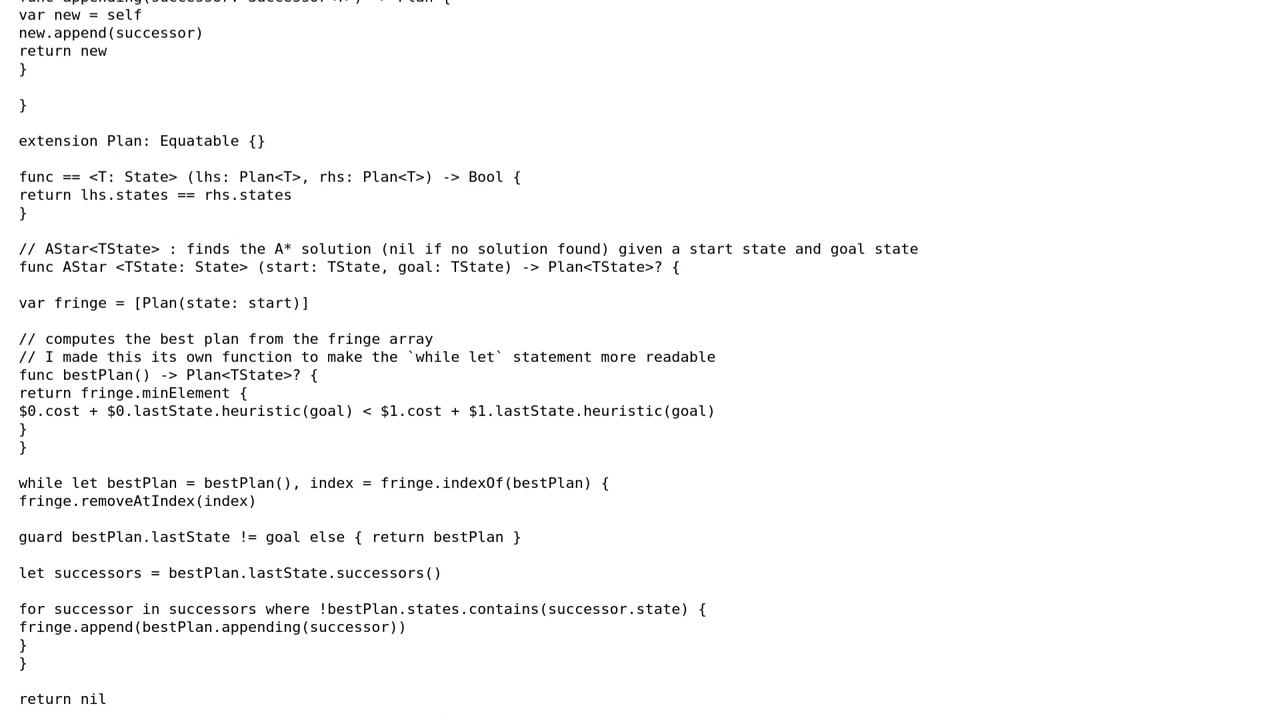 var new = self
new.append(successor)
return new
}
}
extension Plan: Equatable {}
func == <T: State> (lhs: Plan<T>, rhs: Plan<T>) -> Bool {
return lhs.states == rhs.states
}
// AStar<TState> : finds the A* solution (nil if no solution found) given a start state and goal state
func AStar <TState: State> (start: TState, goal: TState) -> Plan<TState>? {
var fringe = [Plan(state: start)]
// computes the best plan from the fringe array
// I made this its own function to make the `while let` statement more readable
func bestPlan() -> Plan<TState>? {
return fringe.minElement {
$0.cost + $0.lastState.heuristic(goal) < $1.cost + $1.lastState.heuristic(goal)
}
}
while let bestPlan = bestPlan(), index = fringe.indexOf(bestPlan) {
fringe.removeAtIndex(index)
guard bestPlan.lastState != goal else { return bestPlan }
let successors = bestPlan.lastState.successors()
for successor in successors where !bestPlan.states.contains(successor.state) {
fringe.append(bestPlan.appending(successor))
}
}
return nil